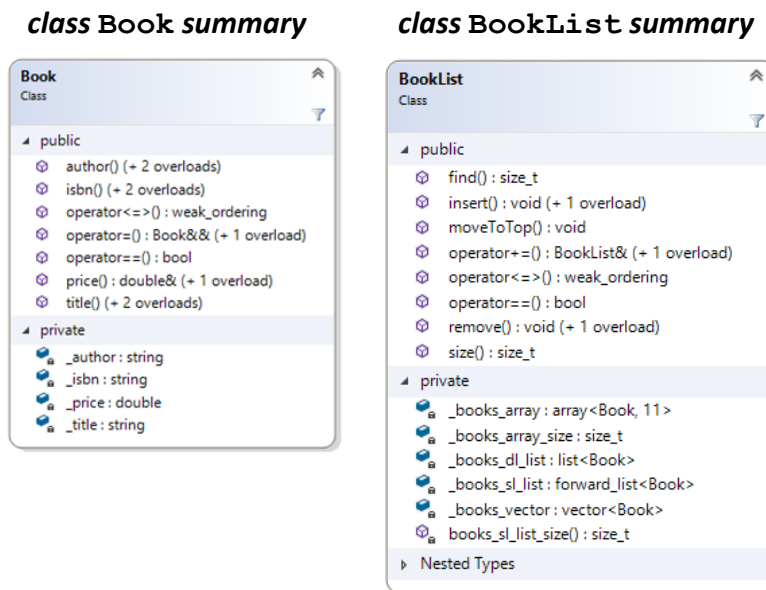 class Book summary
Book
Class
public
author() (+ 2 overloads)
isbn() (+ 2 overloads)
operator<=>() : weak_ordering
operator=() : Book&& (+ 1 overload)
operator==() : bool
price() : double& (+ 1 overload)
title() (+ 2 overloads)
private
_author : string
_isbn : string
_price : double
_title : string
class BookList summary
BookList
Class
public
find() : size_t
insert() : void (+ 1 overload)
moveToTop() : void
operator+=() : BookList& (+ 1 overload)
operator<=>() : weak_ordering
operator==() : bool
remove() : void (+ 1 overload)
size() : size_t
private
_books_array : array<Book, 11>
_books_array_size : size_t
_books_dl_list : list<Book>
_books_sl_list : forward_list<Book>
_books_vector : vector<Book>
books_sl_list_size() : size_t
Nested Types